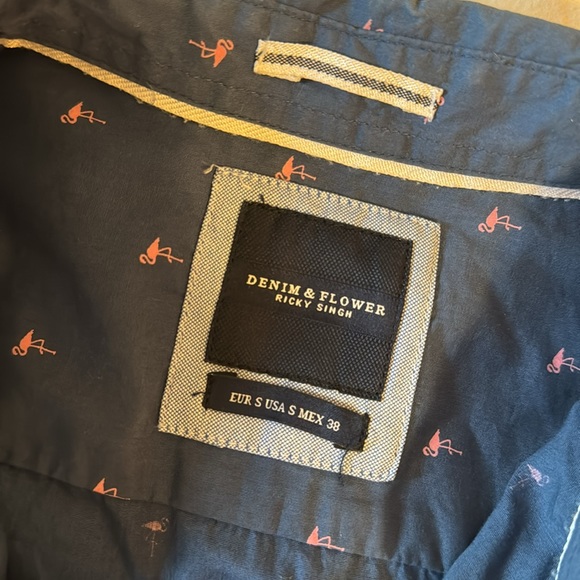 DENIM & FLOWER
RICKY SINGH
EUR S USA S MEX 38